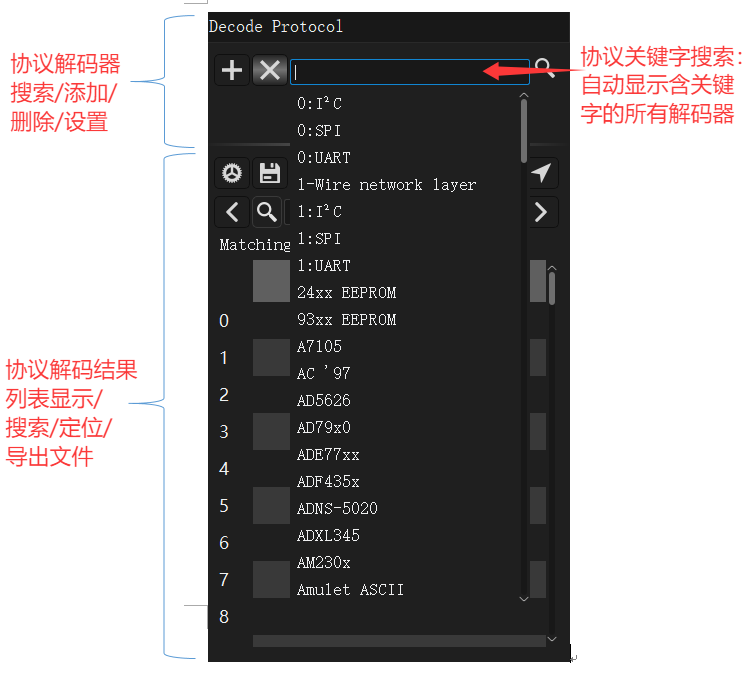 Decode Protocol
协议解码器
搜索/添加/
删除/设置
协议关键字搜索：
自动显示含关键
字的所有解码器
0:I²C
0:SPI
0:UART
1-Wire network layer
1:I²C
1:SPI
1:UART
24xx EEPROM
93xx EEPROM
A7105
AC '97
AD5626
AD79x0
ADE77xx
ADF435x
ADNS-5020
ADXL345
AM230x
Amulet ASCII
Matching
0
1
2
3
4
5
6
7
8
协议解码结果
列表显示/
搜索/定位/
导出文件